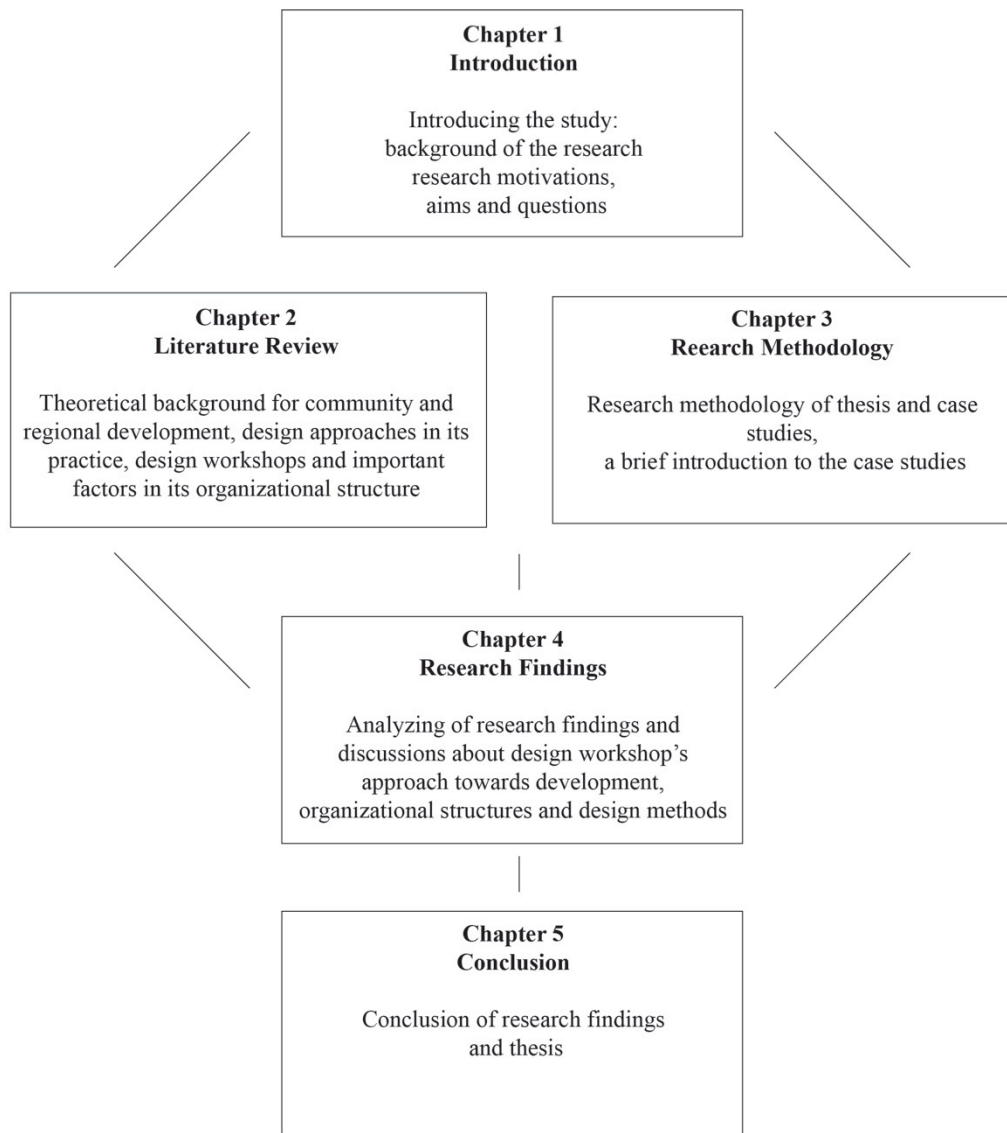 Chapter 1
Introduction
Introducing the study:
background of the research
research motivations,
aims and questions
Chapter 2
Literature Review
Theoretical background for community and
regional development, design approaches in its
practice, design workshops and important
factors in its organizational structure
Chapter 3
Reearch Methodology
Research methodology of thesis and case
studies,
a brief introduction to the case studies
Chapter 4
Research Findings
Analyzing of research findings and
discussions about design workshop’s
approach towards development,
organizational structures and design methods
Chapter 5
Conclusion
Conclusion of research findings
and thesis